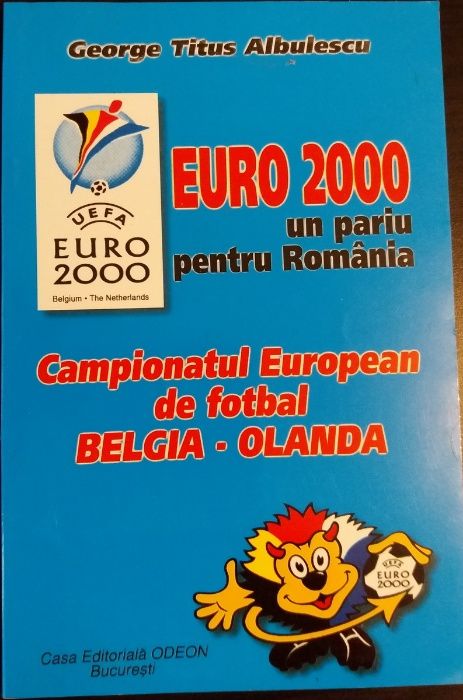 George Titus Albulescu
UEFA
EURO
2000
Belgium • The Netherlands
EURO 2000
un pariu
pentru România
Campionatul European
de fotbal
BELGIA - OLANDA
UEFA
EURO
2000
Casa Editorială ODEON
Bucureşti